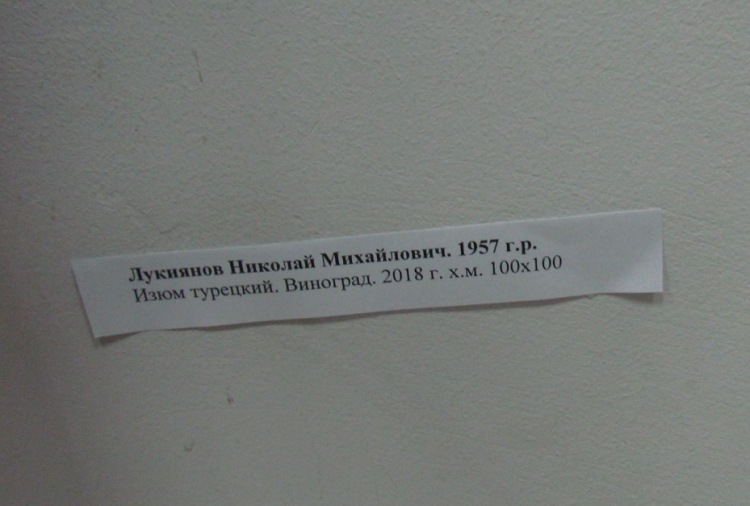 Лукиянов Николай Михайлович. 1957 г.р.
Изюм турецкий. Виноград. 2018 г. х.м. 100х100